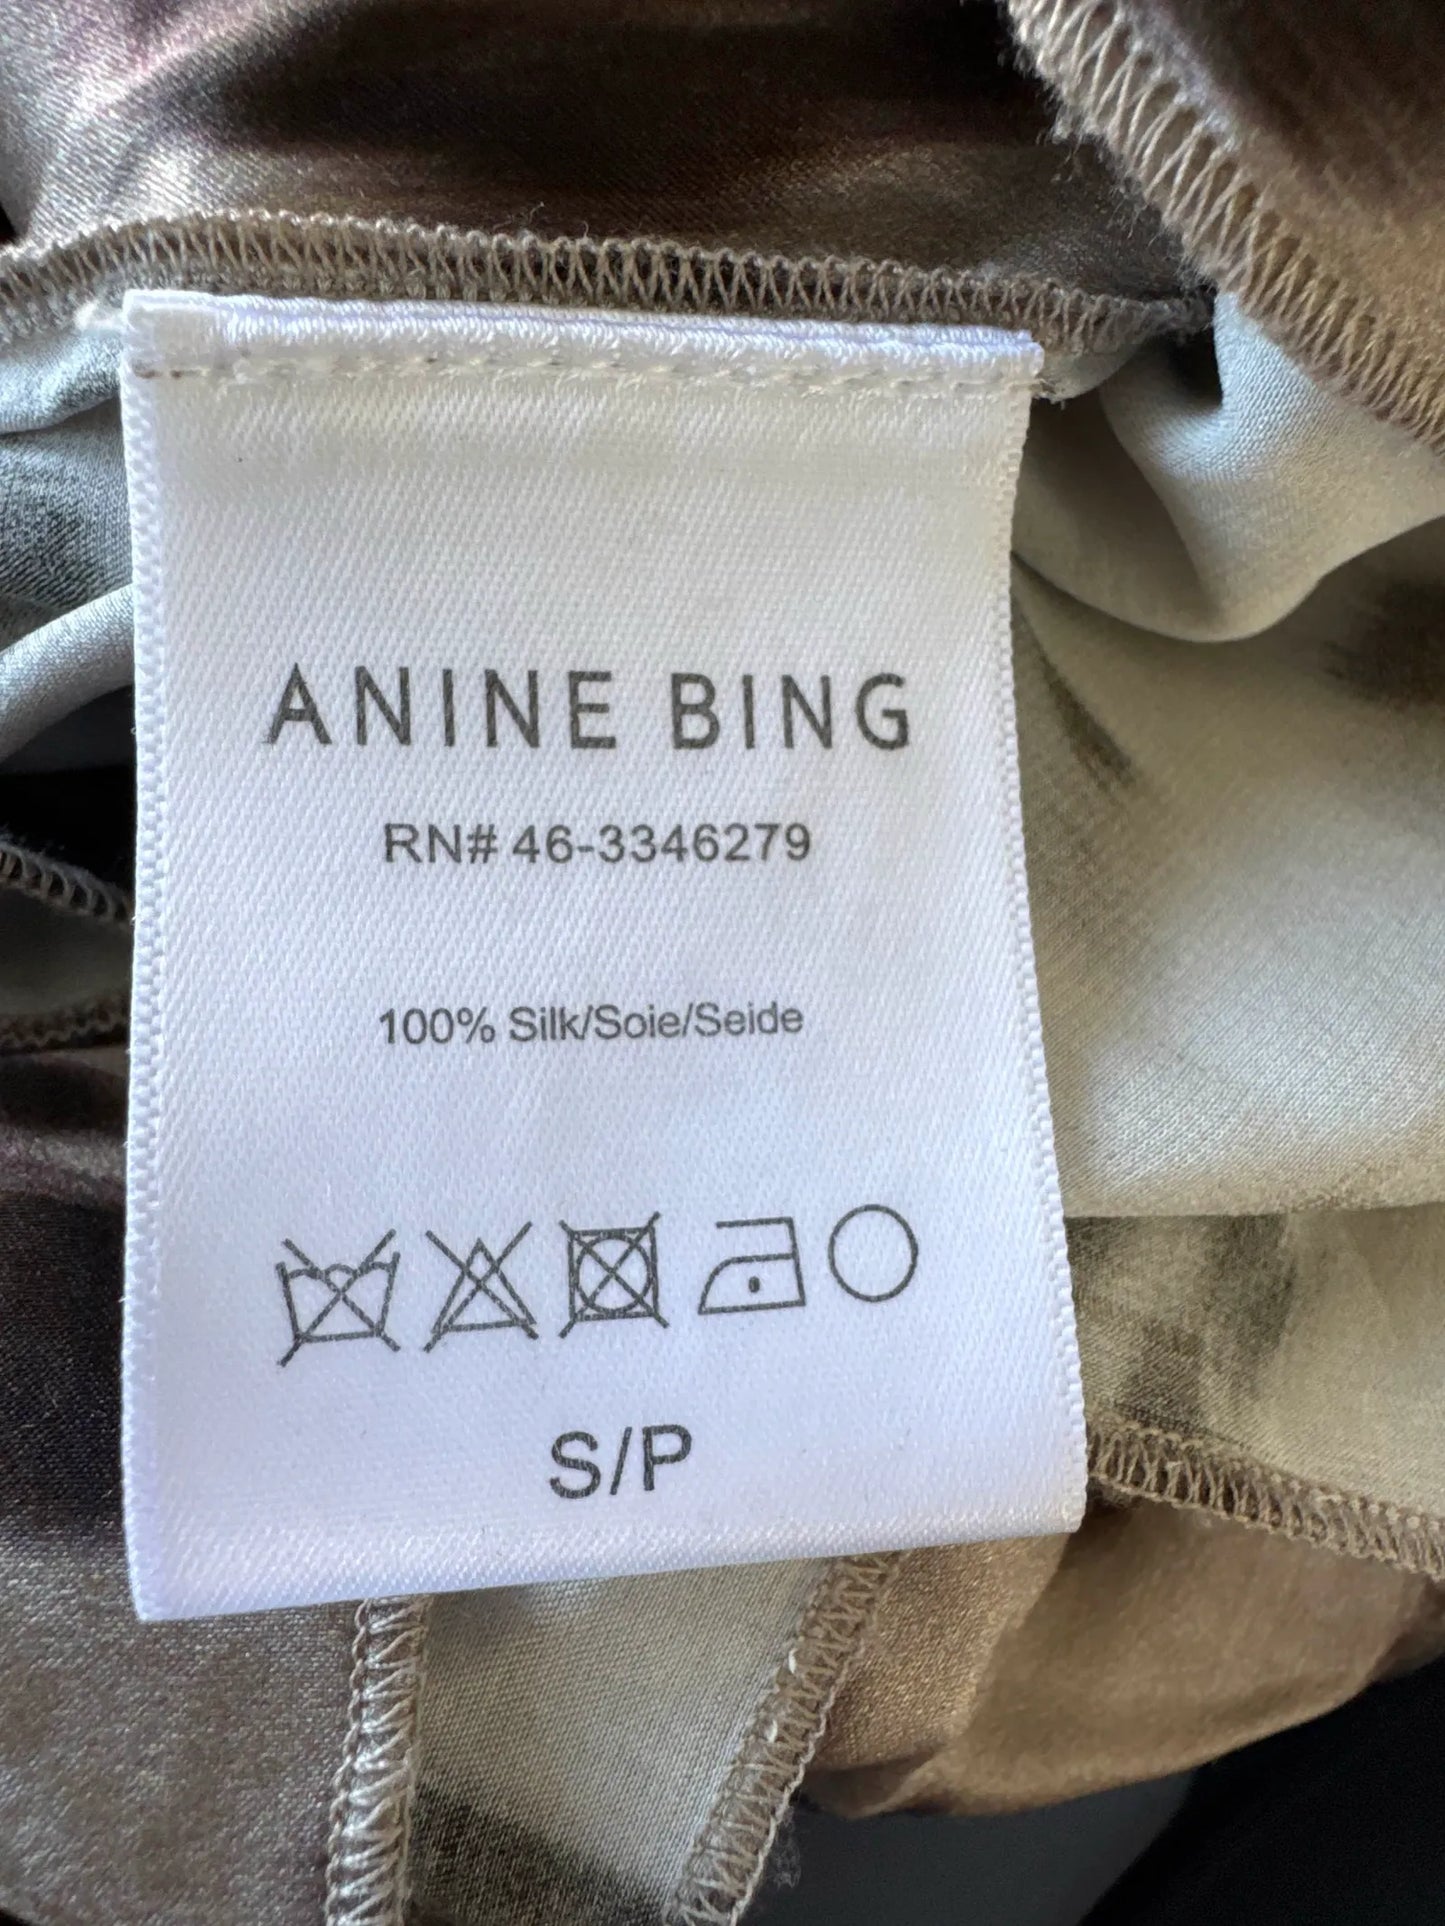 ANINE BING
RN# 46-3346279
100% Silk/Soie/Seide
S/P